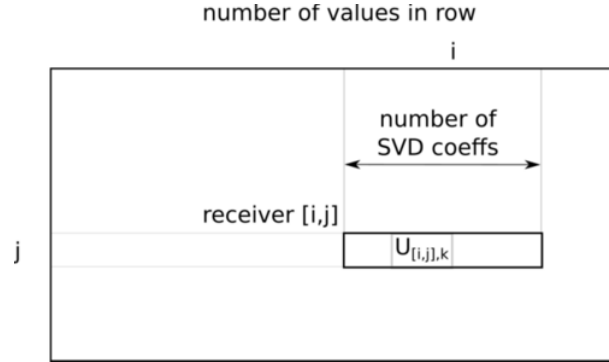 number of values in row
i
number of
SVD coeffs
receiver [i,j]
j
U[i,j],k